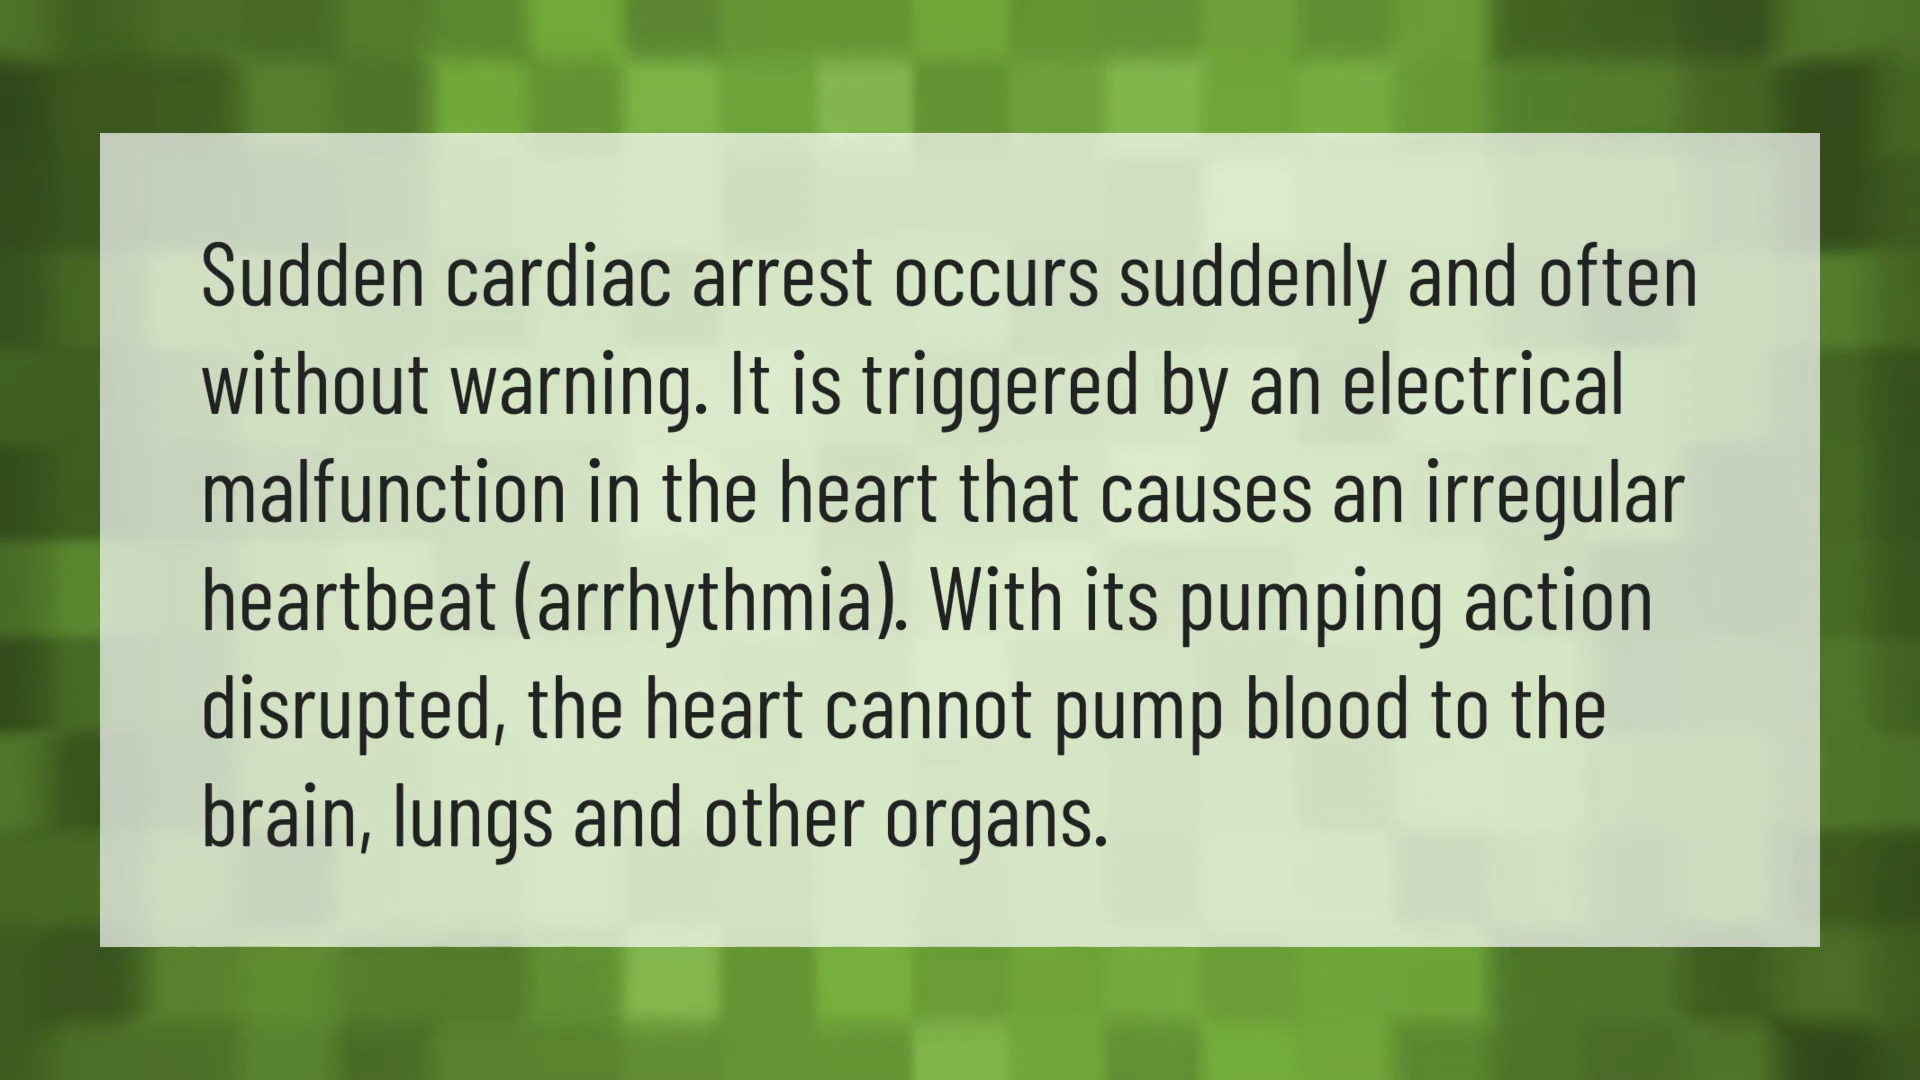 Sudden cardiac arrest occurs suddenly and often
without warning. It is triggered by an electrical
malfunction in the heart that causes an irregular
heartbeat (arrhythmia). With its pumping action
disrupted, the heart cannot pump blood to the
brain, lungs and other organs.